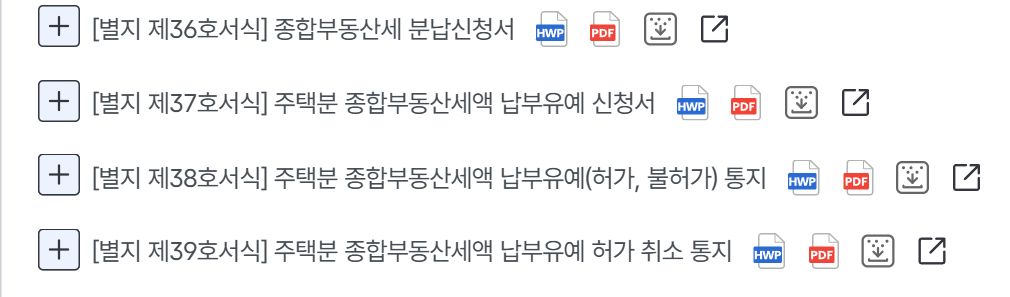 [별지 제36호서식] 종합부동산세 분납신청서 HWP PDF
[별지 제37호서식] 주택분 종합부동산세액 납부유예 신청서 HWP PDF
[별지 제38호서식] 주택분 종합부동산세액 납부유예(허가, 불허가) 통지 HWP PDF
[별지 제39호서식] 주택분 종합부동산세액 납부유예 허가 취소 통지 HWP PDF